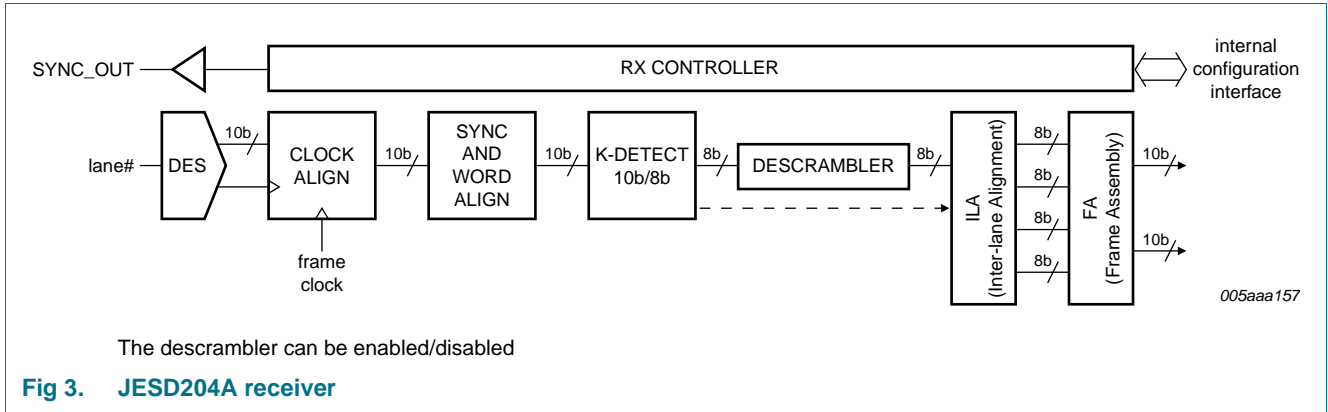 SYNC_OUT
RX CONTROLLER
internal
configuration
interface
lane#
DES
10b
CLOCK
ALIGN
frame
clock
10b
SYNC
AND
WORD
ALIGN
10b
K-DETECT
10b/8b
8b
DESCRAMBLER
8b
ILA
(Inter-lane Alignment)
8b
8b
8b
8b
FA
(Frame Assembly)
10b
10b
005aaa157
The descrambler can be enabled/disabled
Fig 3. JESD204A receiver